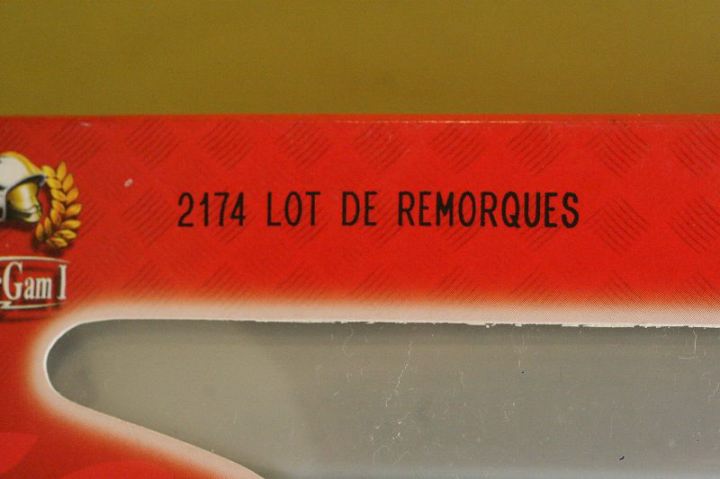 2174 LOT DE REMORQUES
Gam I